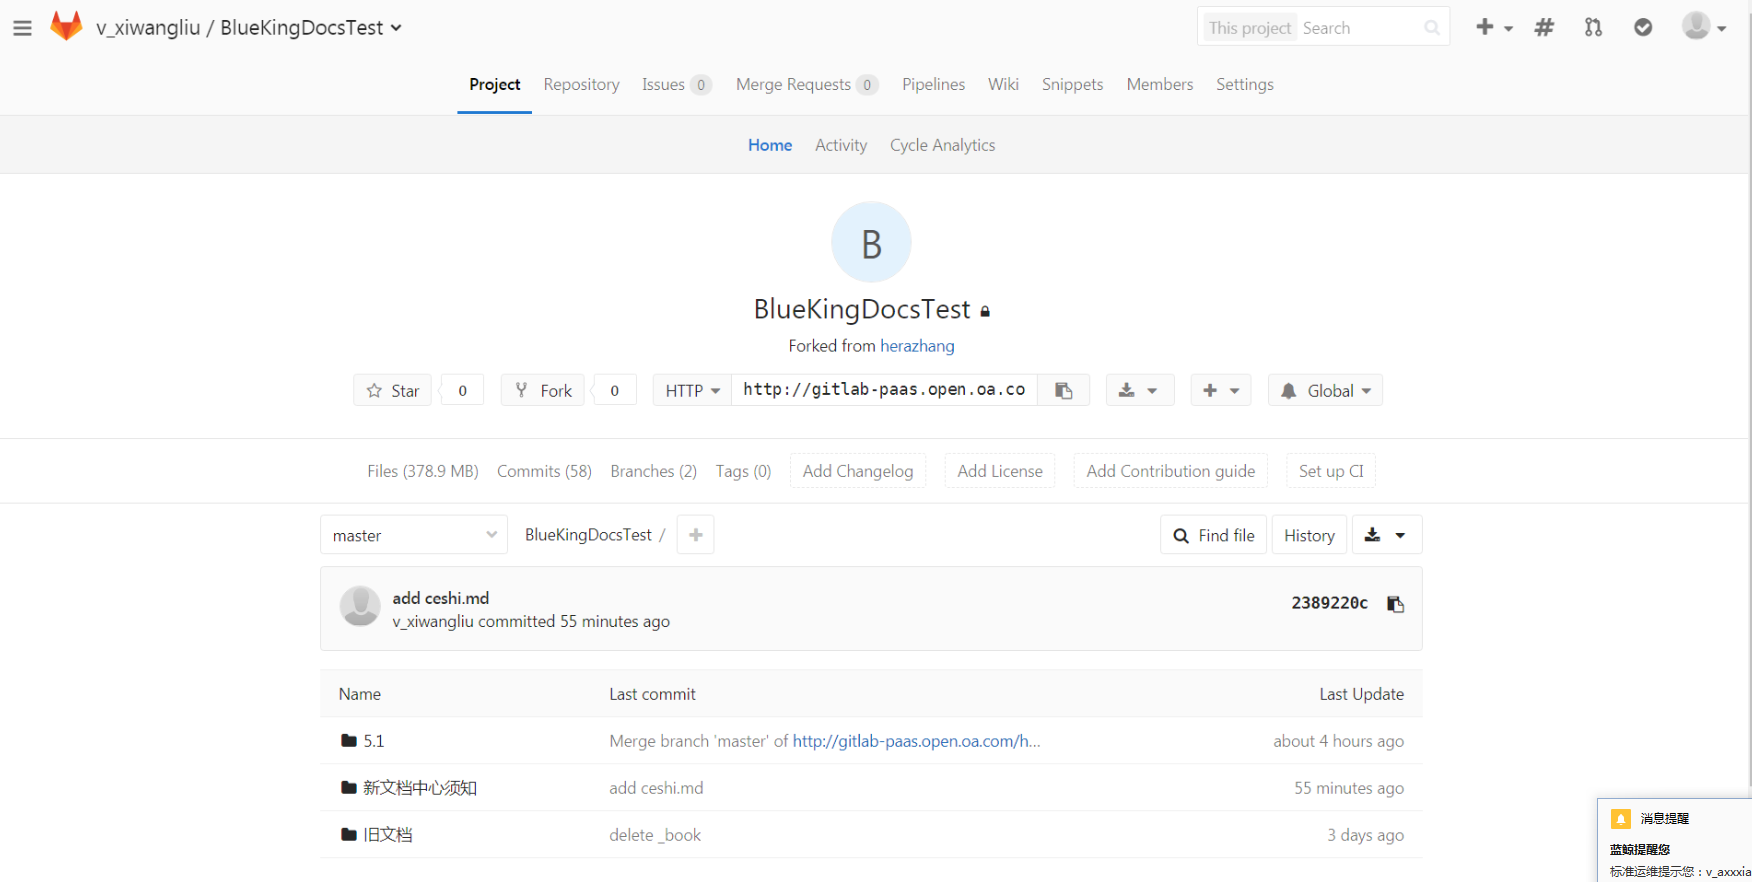 v_xiwangliu / BlueKingDocsTest
This project Search
Project Repository Issues 0 Merge Requests 0 Pipelines Wiki Snippets Members Settings
Home Activity Cycle Analytics
B
BlueKingDocsTest
Forked from herazhang
Star 0 Fork 0 HTTP http://gitlab-paas.open.oa.co Global
Files (378.9 MB) Commits (58) Branches (2) Tags (0) Add Changelog Add License Add Contribution guide Set up CI
master BlueKingDocsTest / Find file History
add ceshi.md
v_xiwangliu committed 55 minutes ago
2389220c
Name Last commit Last Update
5.1 Merge branch 'master' of http://gitlab-paas.open.oa.com/h... about 4 hours ago
新文档中心须知 add ceshi.md 55 minutes ago
旧文档 delete _book 3 days ago
消息提醒
蓝鲸提醒您
标准运维提示您：v_axxxia